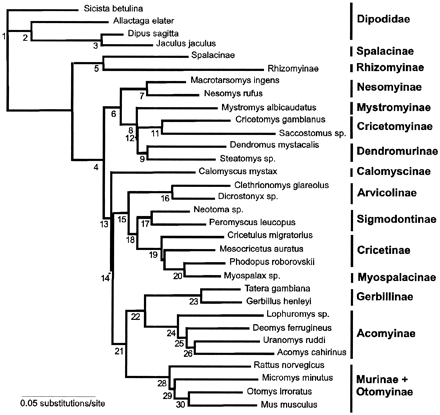 Sicista betulina
Allactaga elater
Dipus sagitta
Jaculus jaculus
Dipodidae
1
2
3
Spalacinae
Spalacinae
Rhizomyinae
Rhizomyinae
5
4
Macrotarsomys ingens
Nesomys rufus
Nesomyinae
7
6
Mystromys albicaudatus
Mystromyinae
Cricetomys gambianus
Saccostomus sp.
Cricetomyinae
8
11
12
Dendromus mystacalis
Steatomys sp.
Dendromurinae
9
Calomyscus mystax
Calomyscinae
13
Clethrionomys glareolus
Dicrostonyx sp.
Arvicolinae
16
15
Neotoma sp.
Peromyscus leucopus
Sigmodontinae
17
18
Cricetulus migratorius
Mesocricetus auratus
Phodopus roborovskii
Cricetinae
19
Myospalax sp.
Myospalacinae
20
14
Tatera gambiana
Gerbillus henleyi
Gerbillinae
23
22
Lophuromys sp.
Deomys ferrugineus
Uranomys ruddi
Acomys cahirinus
Acomyinae
24
25
26
21
Rattus norvegicus
Micromys minutus
Otomys irroratus
Mus musculus
Murinae +
Otomyinae
28
29
30
0.05 substitutions/site